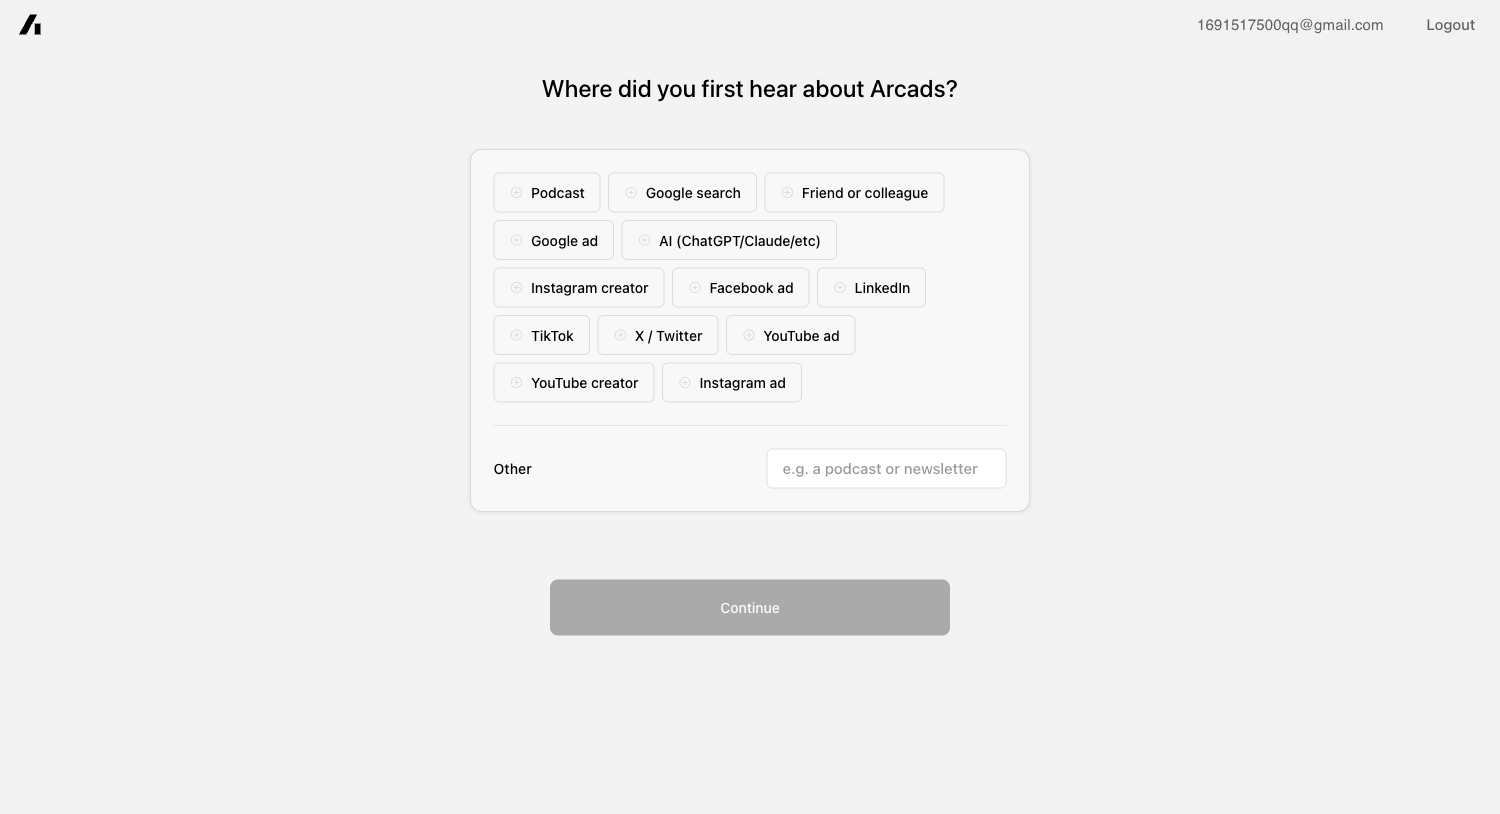 1691517500qq@gmail.com Logout
Where did you first hear about Arcads?
Podcast Google search Friend or colleague
Google ad AI (ChatGPT/Claude/etc)
Instagram creator Facebook ad LinkedIn
TikTok X / Twitter YouTube ad
YouTube creator Instagram ad
Other e.g. a podcast or newsletter
Continue